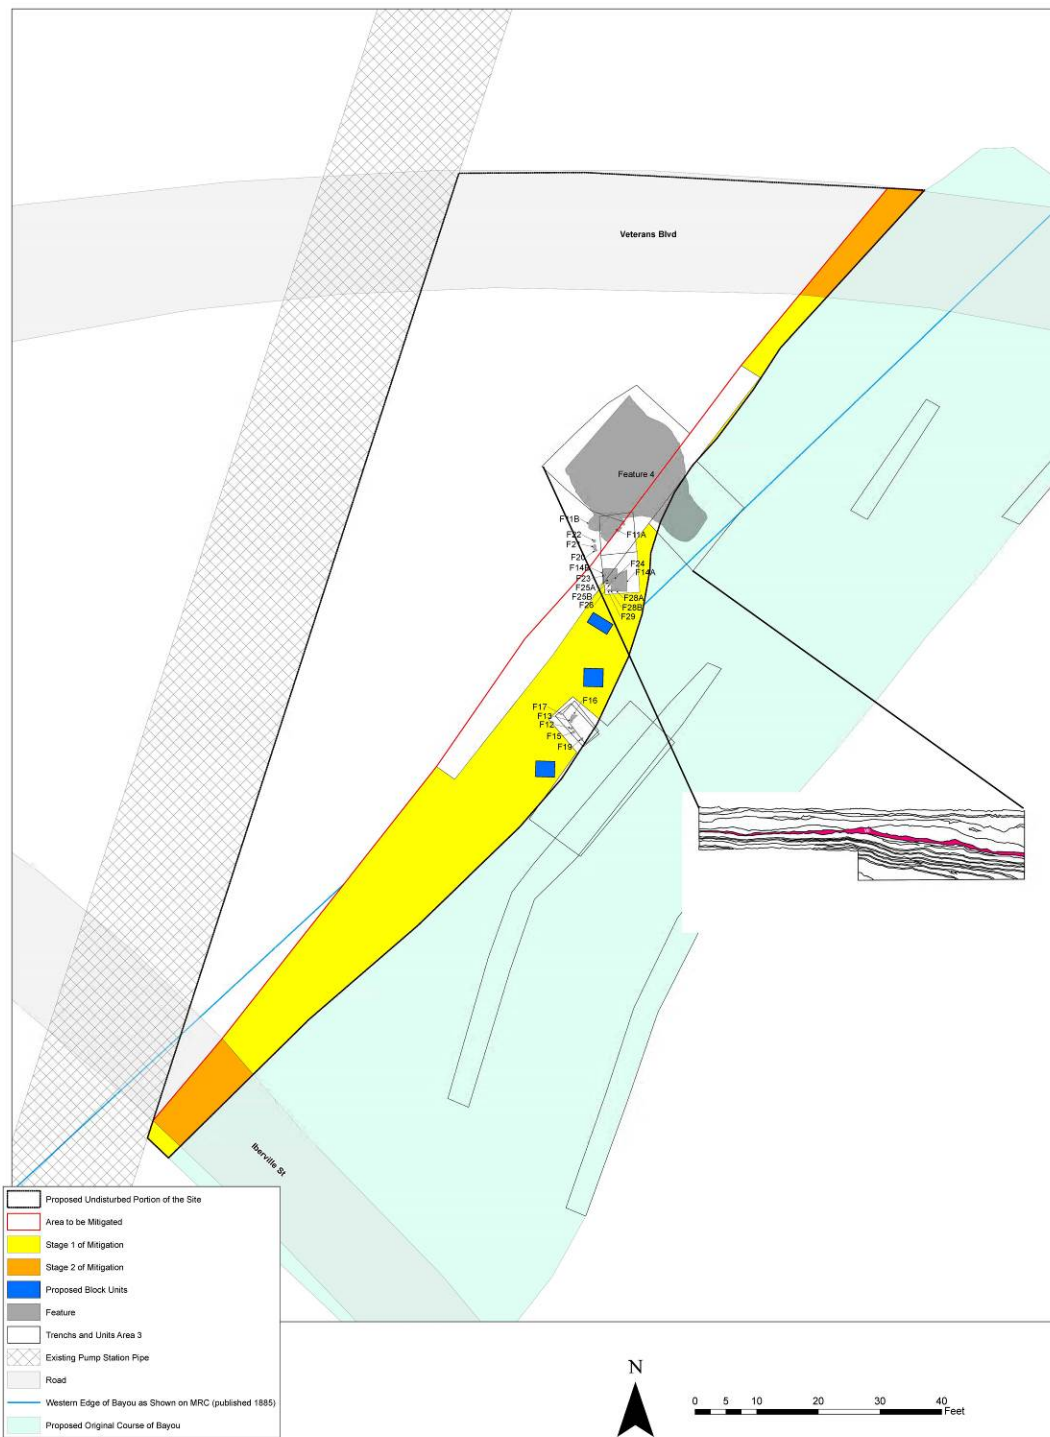 Veterans Blvd
Feature 4
F11B
F11A
F22
F21
F20
F24
F14B
F14A
F23
F25A
F25B
F28A
F26
F28B
F29
F16
F17
F13
F12
F15
F19
Iberville St
Proposed Undisturbed Portion of the Site
Area to be Mitigated
Stage 1 of Mitigation
Stage 2 of Mitigation
Proposed Block Units
Feature
Trenchs and Units Area 3
Existing Pump Station Pipe
Road
Western Edge of Bayou as Shown on MRC (published 1885)
Proposed Original Course of Bayou
N
0 5 10 20 30 40
Feet